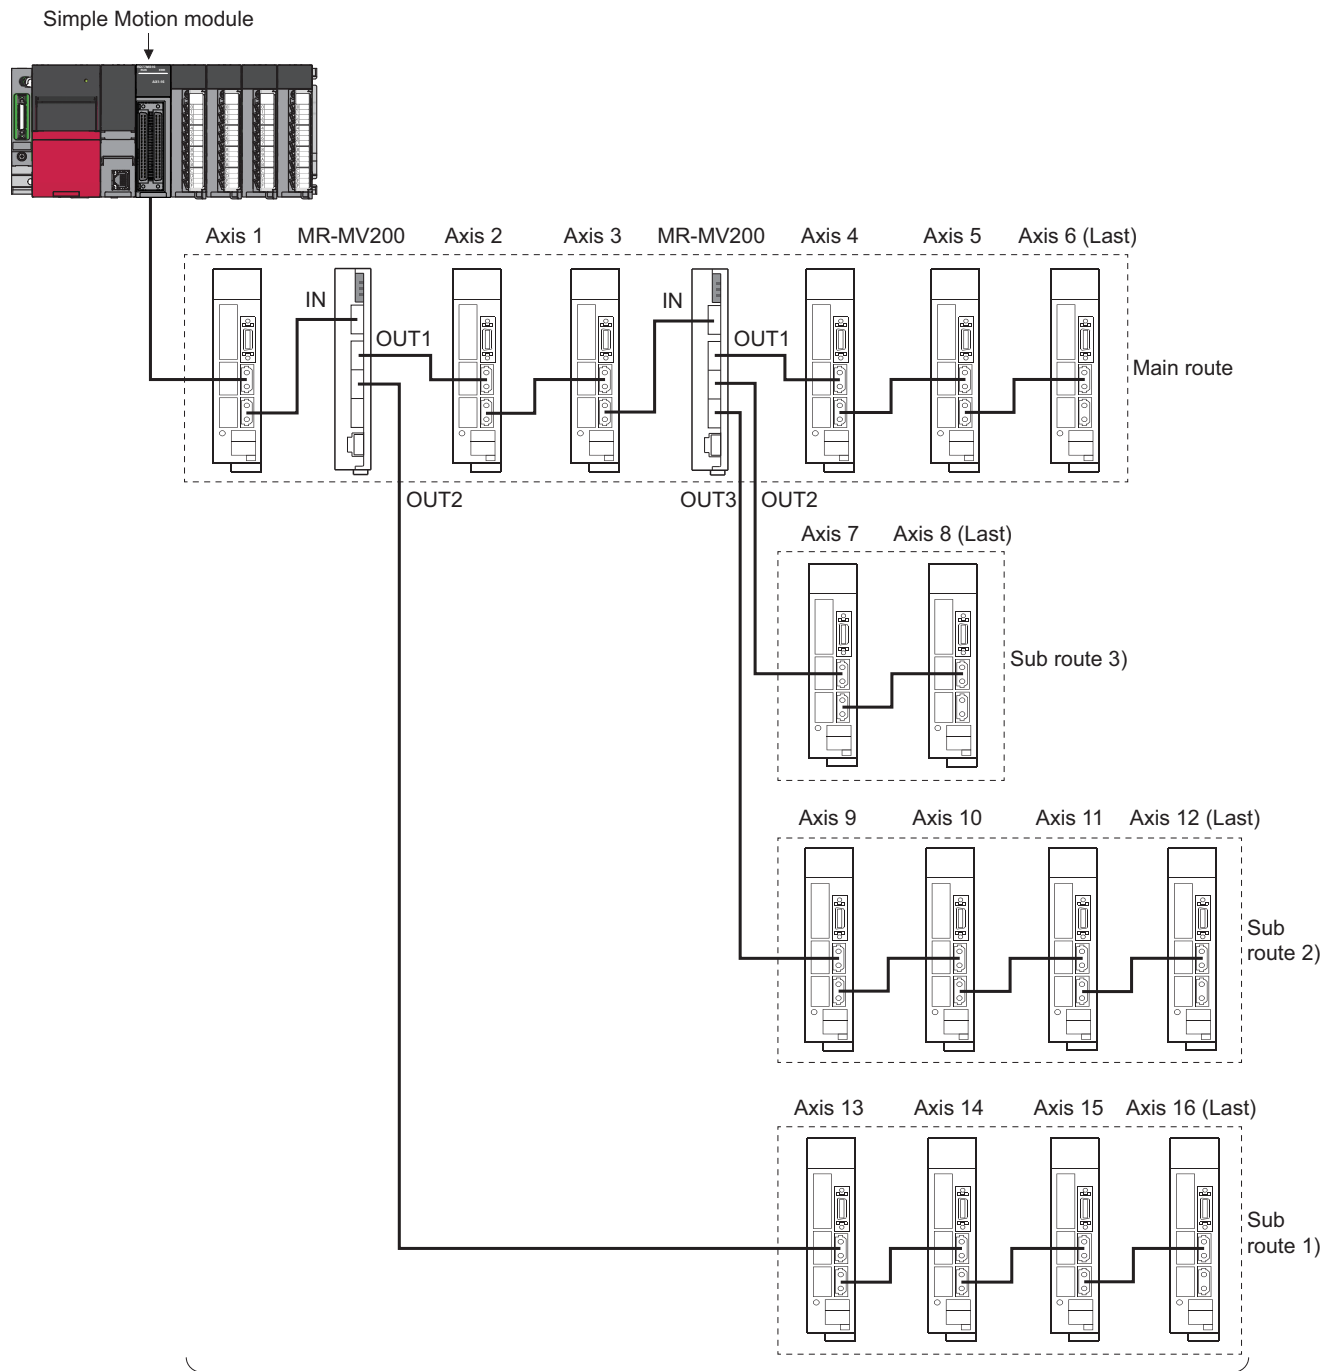 Simple Motion module
Axis 1
MR-MV200
Axis 2
Axis 3
MR-MV200
Axis 4
Axis 5
Axis 6 (Last)
IN
OUT1
IN
OUT1
Main route
OUT2
OUT3
OUT2
Axis 7
Axis 8 (Last)
Sub route 3)
Axis 9
Axis 10
Axis 11
Axis 12 (Last)
Sub
route 2)
Axis 13
Axis 14
Axis 15
Axis 16 (Last)
Sub
route 1)